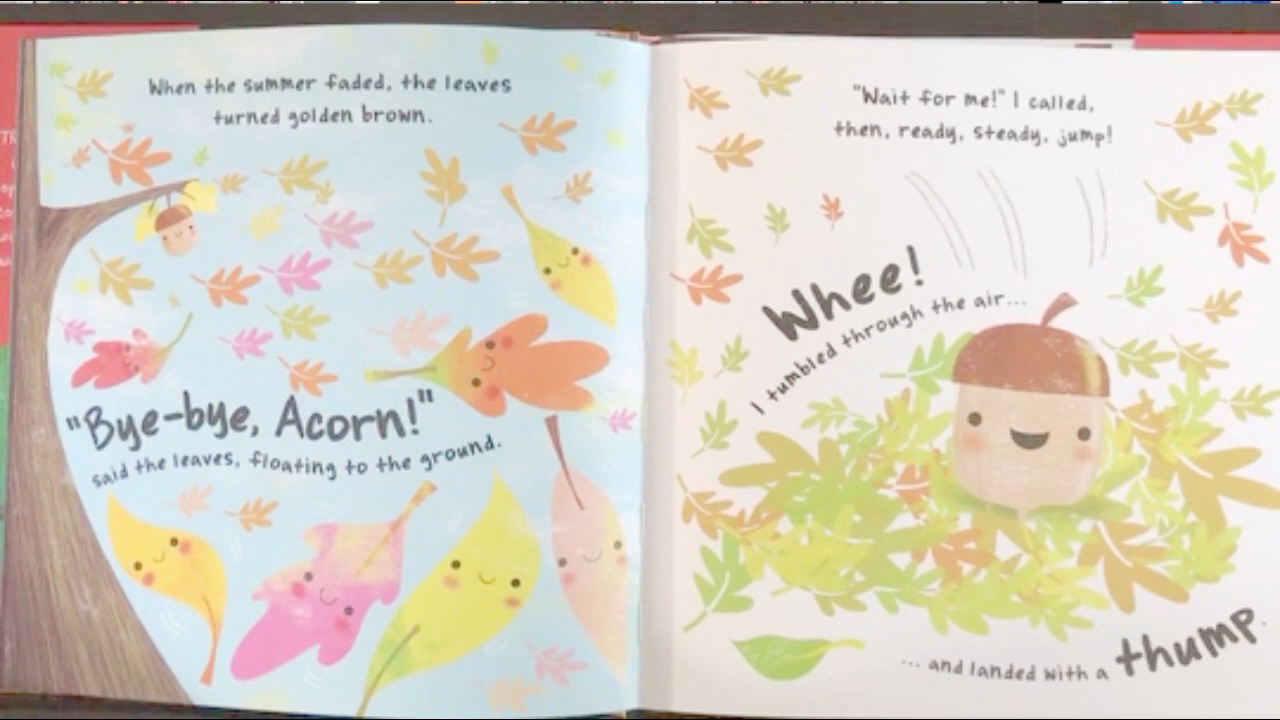 When the summer faded, the leaves
turned golden brown.
"Bye-bye, Acorn!"
said the leaves, floating to the ground.
"Wait for me!" I called,
then, ready, steady, jump!
Whee!
I tumbled through the air...
... and landed with a thump.